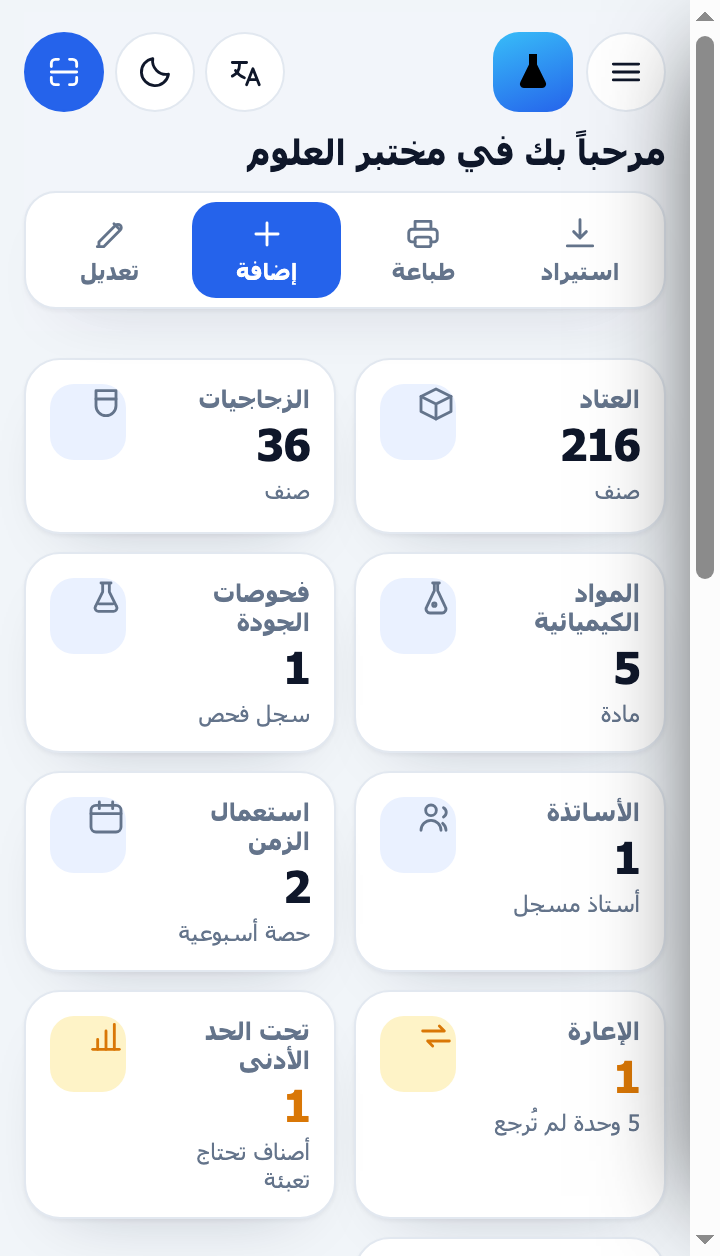 مرحباً بك في مختبر العلوم
استيراد
طباعة
إضافة
تعديل
العتاد
216
صنف
الزجاجيات
36
صنف
المواد
الكيميائية
5
مادة
فحوصات
الجودة
1
سجل فحص
الأساتذة
1
أستاذ مسجل
استعمال
الزمن
2
حصة أسبوعية
الإعارة
1
5 وحدة لم تُرجع
تحت الحد
الأدنى
1
أصناف تحتاج
تعبئة